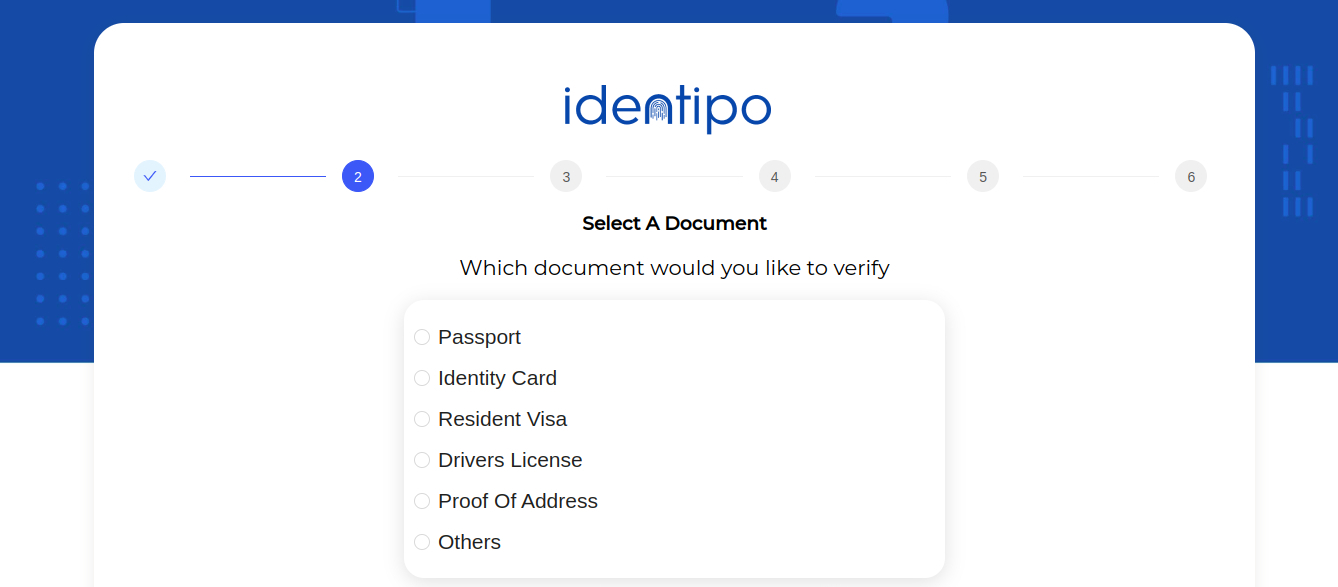 identipo
2
3
4
5
6
Select A Document
Which document would you like to verify
Passport
Identity Card
Resident Visa
Drivers License
Proof Of Address
Others